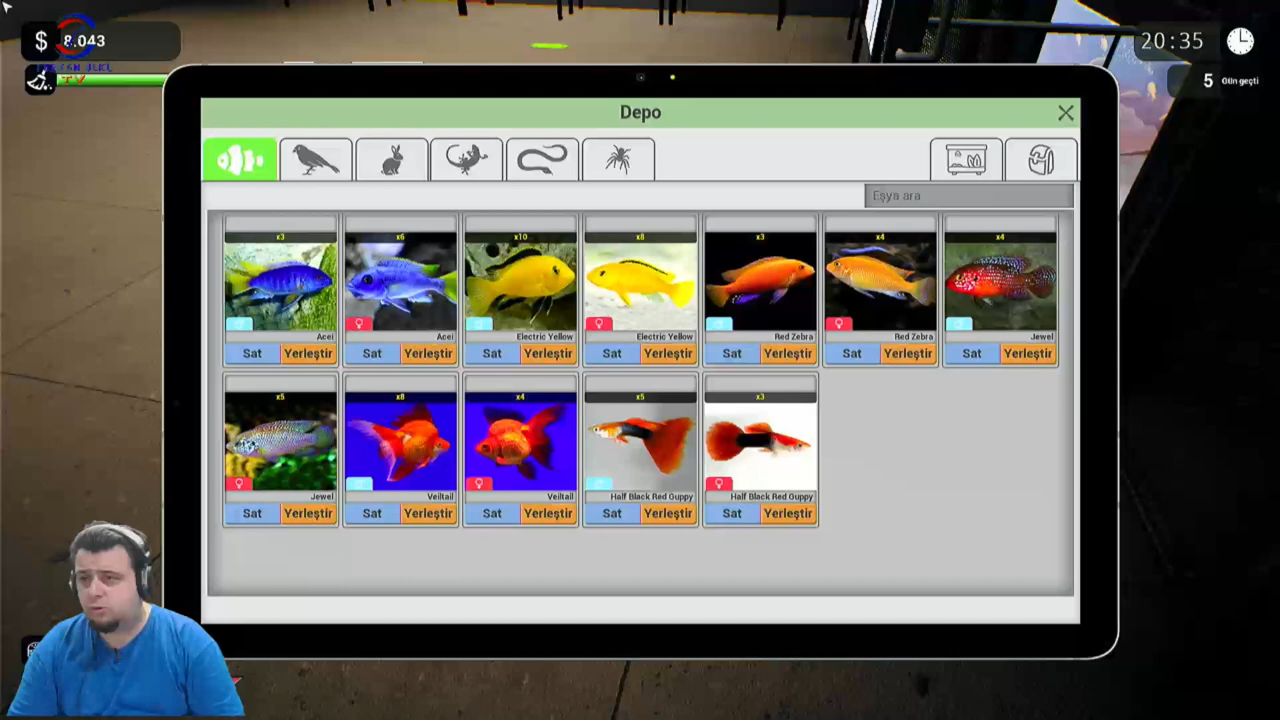 $ 8.043
TV
20:35
5 Gün geçti
Depo
Eşya ara
x3 x6 x10 x8 x3 x4 x4
Acei Acei Electric Yellow Electric Yellow Red Zebra Red Zebra Jewel
Sat Yerleştir Sat Yerleştir Sat Yerleştir Sat Yerleştir Sat Yerleştir Sat Yerleştir Sat Yerleştir
x5 x8 x4 x5 x3
Jewel Veiltail Veiltail Half Black Red Guppy Half Black Red Guppy
Sat Yerleştir Sat Yerleştir Sat Yerleştir Sat Yerleştir Sat Yerleştir